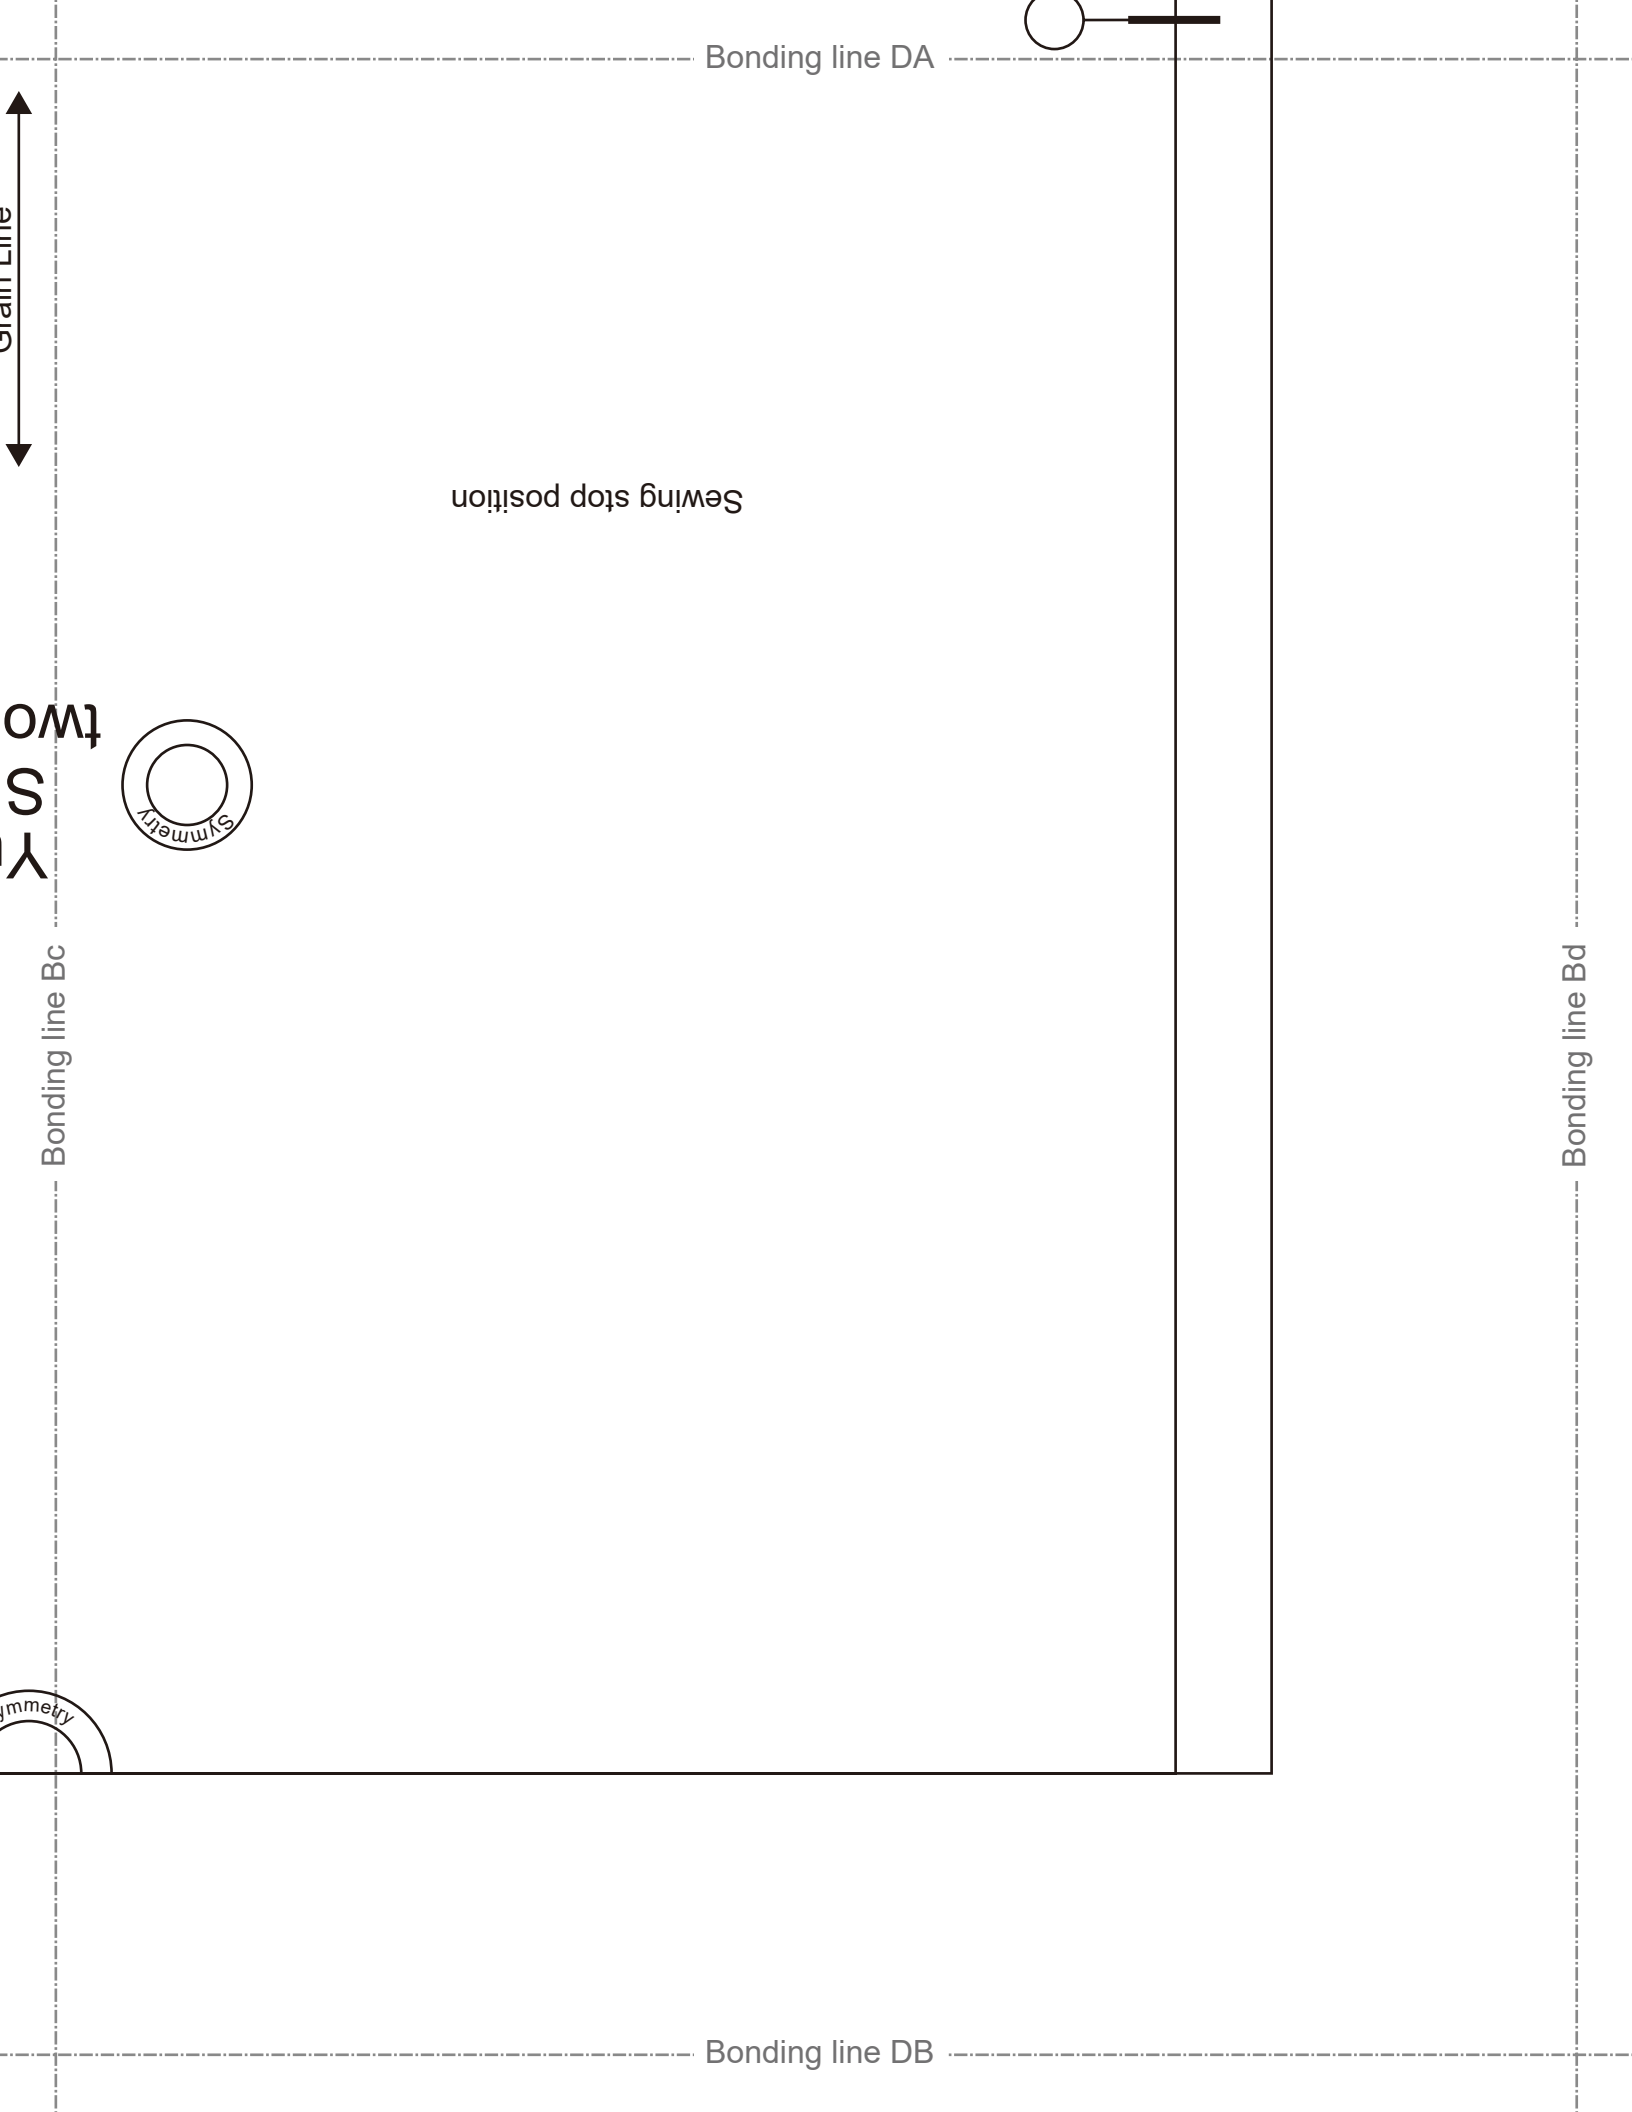 Bonding line DA
Grain Line
Sewing stop position
two
S
Symmetry
Y
Bonding line Bc
Bonding line Bd
ymmetry
Bonding line DB